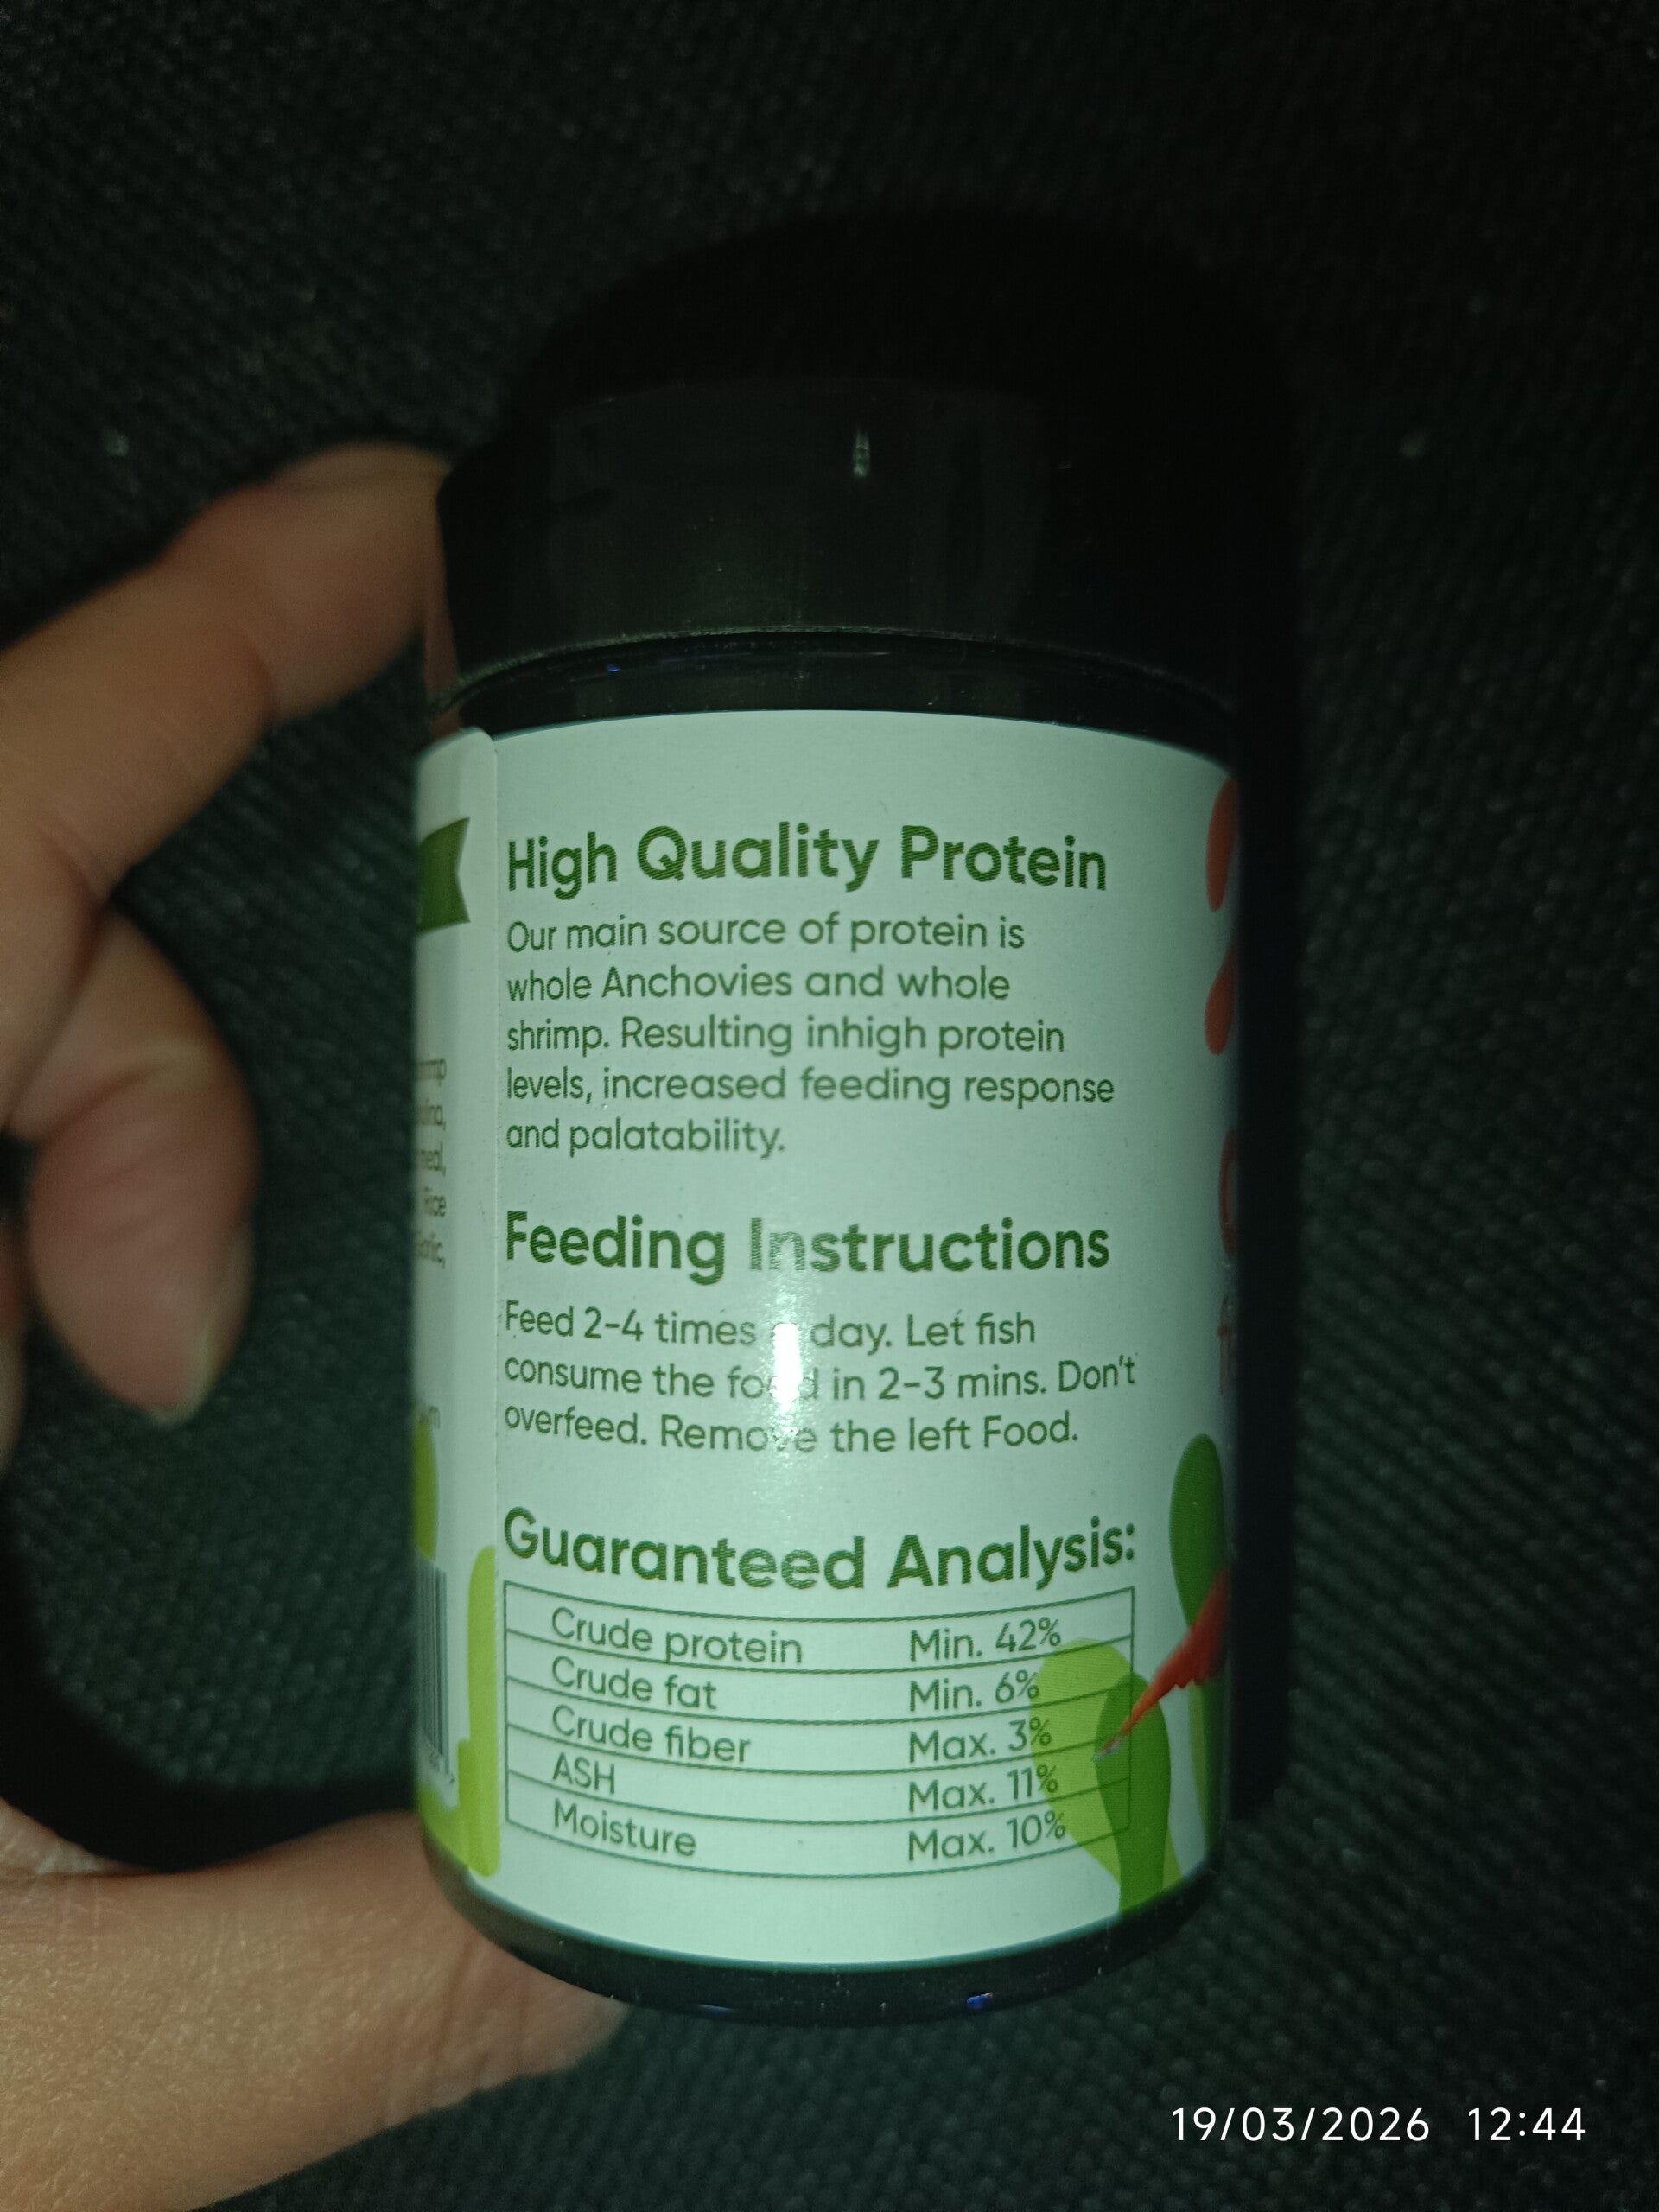 High Quality Protein
Our main source of protein is
whole Anchovies and whole
shrimp. Resulting inhigh protein
levels, increased feeding response
and palatability.
Feeding Instructions
Feed 2-4 times a day. Let fish
consume the food in 2-3 mins. Don't
overfeed. Remove the left Food.
Guaranteed Analysis:
Crude protein Min. 42%
Crude fat Min. 6%
Crude fiber Max. 3%
ASH Max. 11%
Moisture Max. 10%
Rice
19/03/2026 12:44